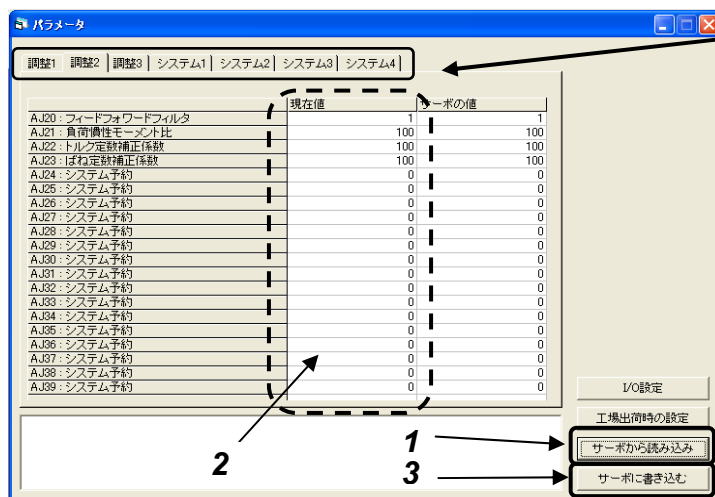 パラメータ
調整1 調整2 調整3 システム1 システム2 システム3 システム4
現在値 サーボの値
AJ20：フィードフォワードフィルタ 1 1
AJ21：負荷慣性モーメント比 100 100
AJ22：トルク定数補正係数 100 100
AJ23：ばね定数補正係数 100 100
AJ24：システム予約 0 0
AJ25：システム予約 0 0
AJ26：システム予約 0 0
AJ27：システム予約 0 0
AJ28：システム予約 0 0
AJ29：システム予約 0 0
AJ30：システム予約 0 0
AJ31：システム予約 0 0
AJ32：システム予約 0 0
AJ33：システム予約 0 0
AJ34：システム予約 0 0
AJ35：システム予約 0 0
AJ36：システム予約 0 0
AJ37：システム予約 0 0
AJ38：システム予約 0 0
AJ39：システム予約 0 0
I/O設定
工場出荷時の設定
1 サーボから読み込み
2
3 サーボに書き込む